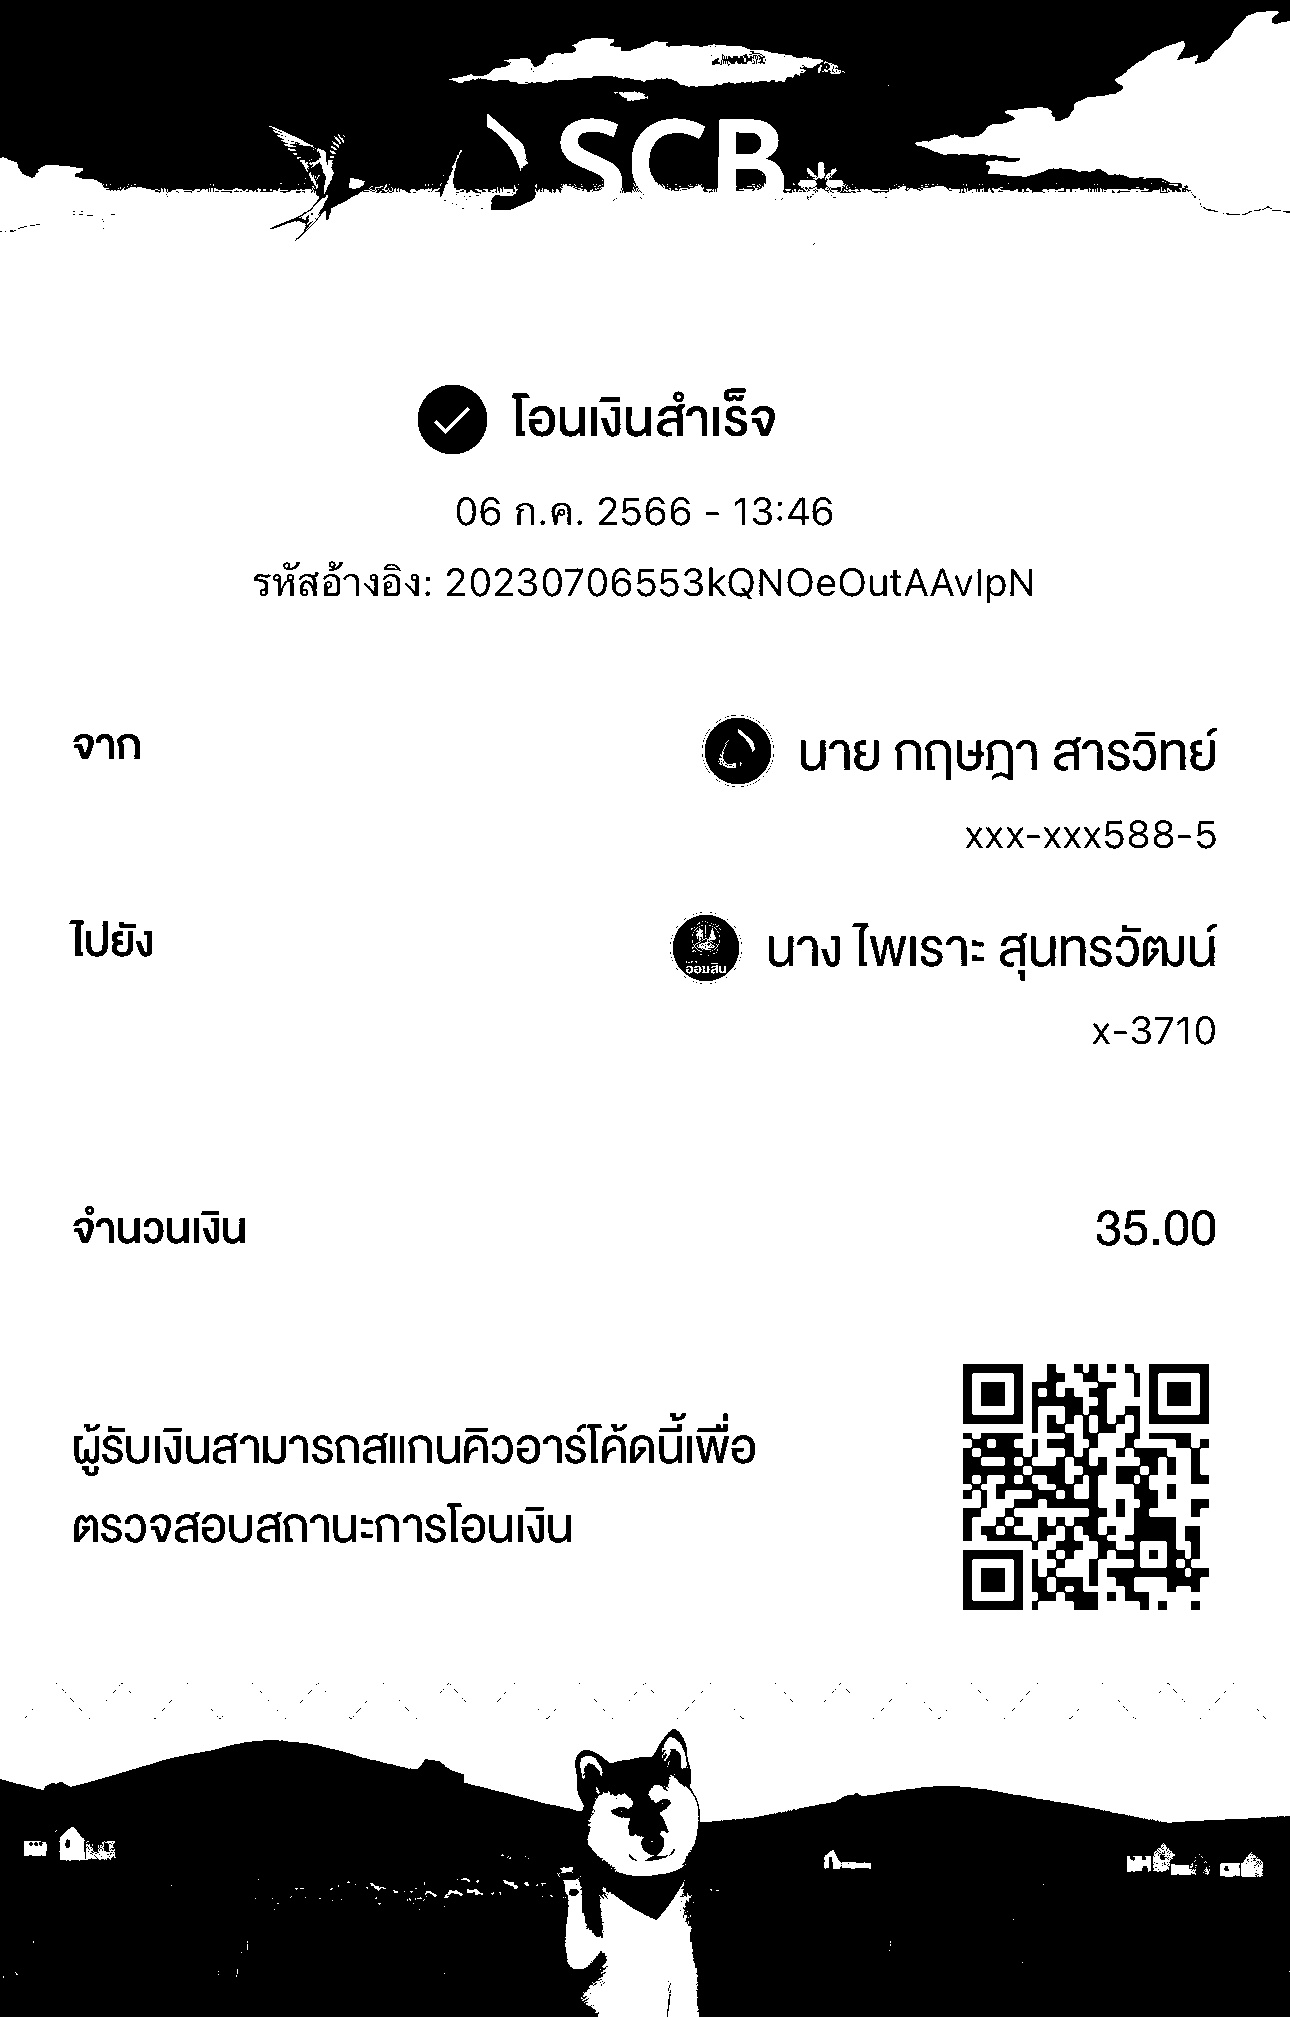 SCB
โอนเงินสำเร็จ
06 ก.ค. 2566 - 13:46
รหัสอ้างอิง: 20230706553kQNOeOutAAvIpN
จาก
นาย กฤษฎา สารวิทย์
xxx-xxx588-5
ไปยัง
ออมสิน
นาง ไพเราะ สุนทรวัฒน์
x-3710
จำนวนเงิน
35.00
ผู้รับเงินสามารถสแกนคิวอาร์โค้ดนี้เพื่อ
ตรวจสอบสถานะการโอนเงิน